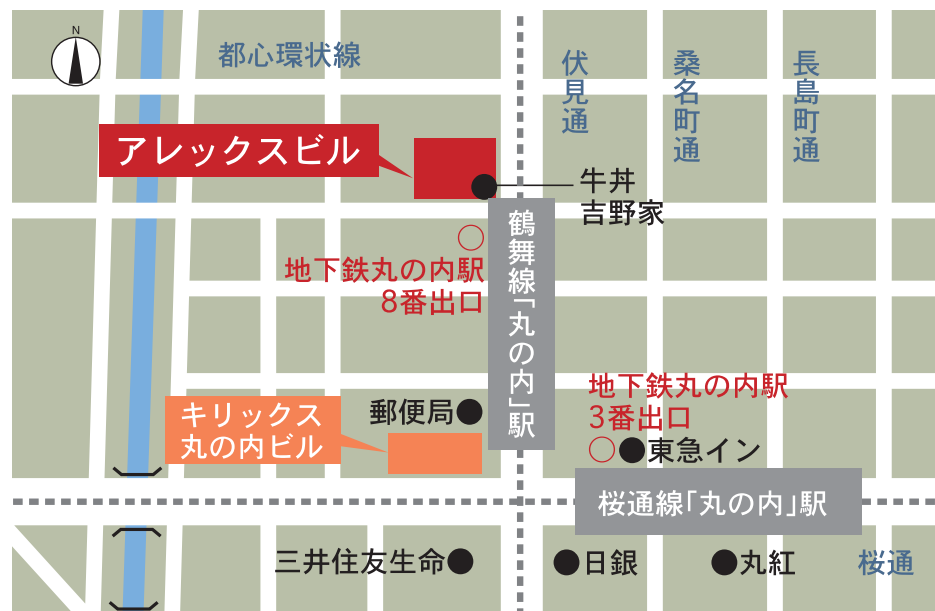 N
都心環状線
伏見通
桑名町通
長島町通
アレックスビル
牛丼
吉野家
鶴舞線「丸の内」駅
地下鉄丸の内駅
8番出口
地下鉄丸の内駅
3番出口
東急イン
キリックス
丸の内ビル
郵便局
桜通線「丸の内」駅
三井住友生命
日銀
丸紅
桜通